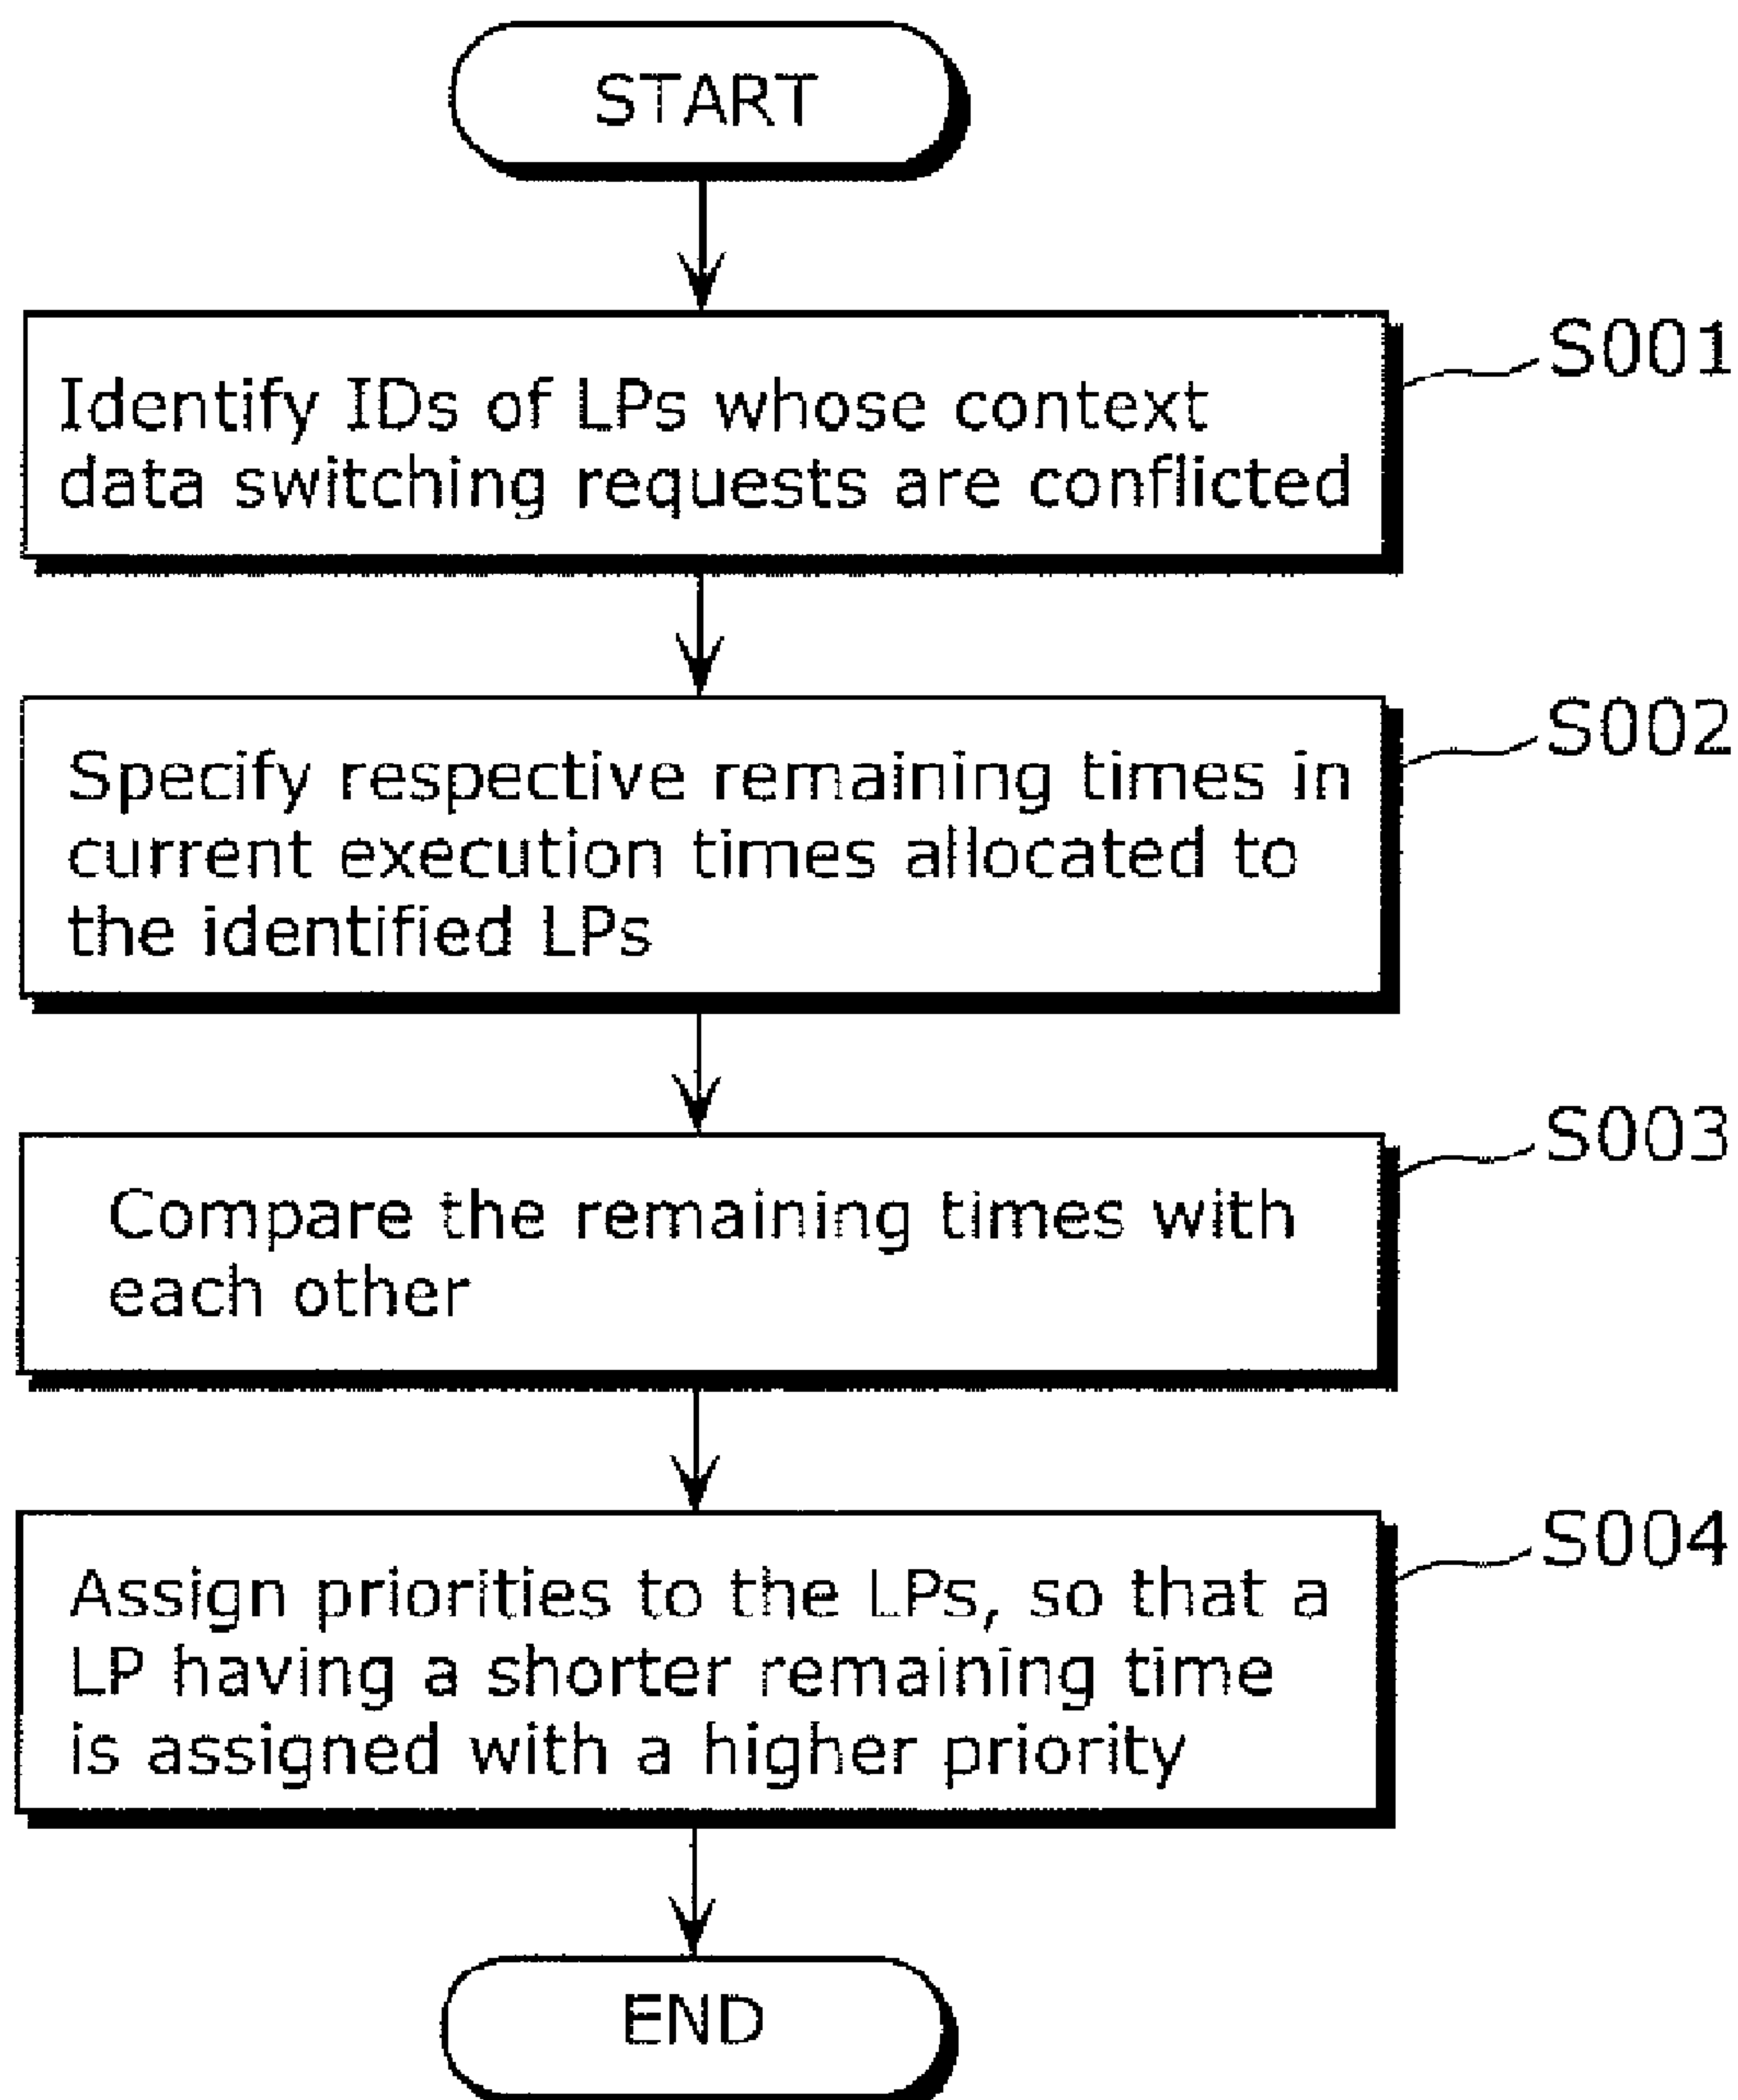 START
S001
Identify IDs of LPs whose context
data switching requests are conflicted
S002
Specify respective remaining times in
current execution times allocated to
the identified LPs
S003
Compare the remaining times with
each other
S004
Assign priorities to the LPs, so that a
LP having a shorter remaining time
is assigned with a higher priority
END